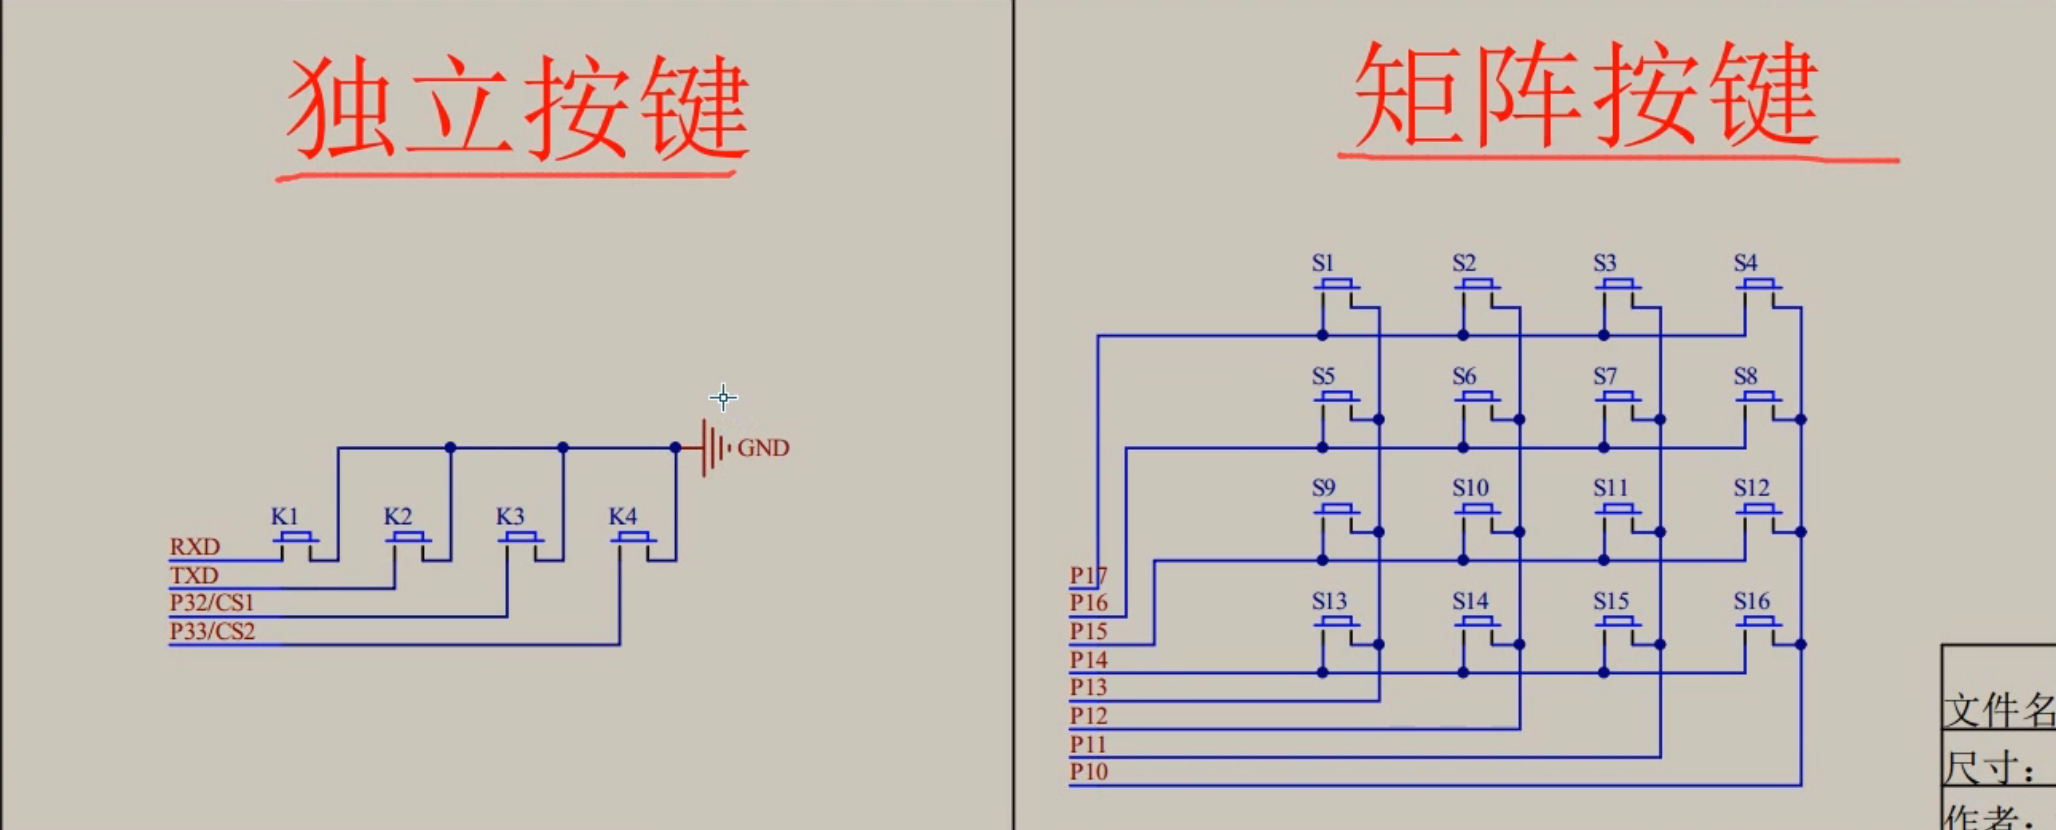 独立按键
GND
K1 K2 K3 K4
RXD
TXD
P32/CS1
P33/CS2
矩阵按键
S1 S2 S3 S4
S5 S6 S7 S8
S9 S10 S11 S12
S13 S14 S15 S16
P17
P16
P15
P14
P13
P12
P11
P10
文件名
尺寸：
作者：